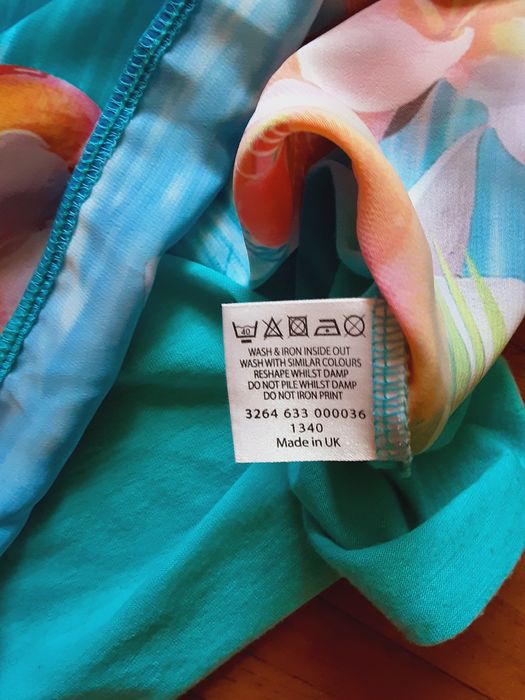 40
WASH & IRON INSIDE OUT
WASH WITH SIMILAR COLOURS
RESHAPE WHILST DAMP
DO NOT PILE WHILST DAMP
DO NOT IRON PRINT
3264 633 000036
1340
Made in UK